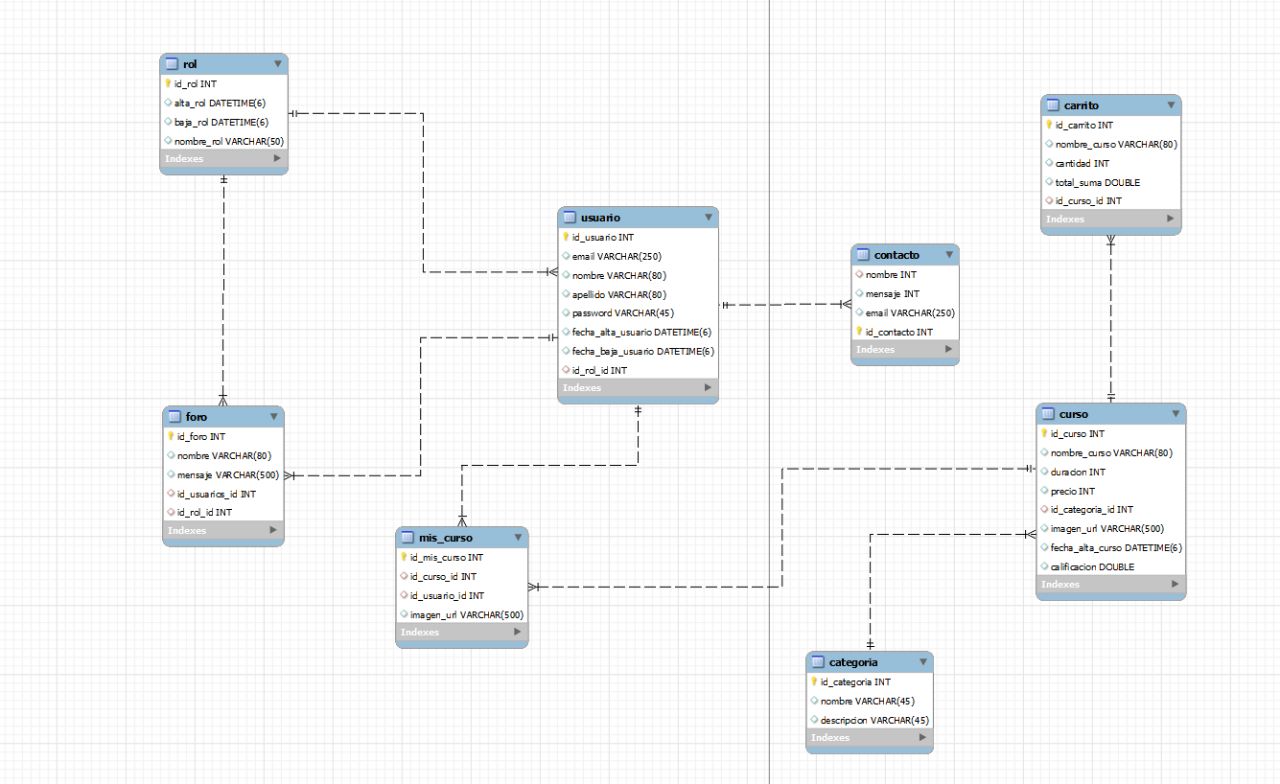 rol
id_rol INT
alta_rol DATETIME(6)
baja_rol DATETIME(6)
nombre_rol VARCHAR(50)
Indexes
usuario
id_usuario INT
email VARCHAR(250)
nombre VARCHAR(80)
apellido VARCHAR(80)
password VARCHAR(45)
fecha_alta_usuario DATETIME(6)
fecha_baja_usuario DATETIME(6)
id_rol_id INT
Indexes
contacto
nombre INT
mensaje INT
email VARCHAR(250)
id_contacto INT
Indexes
carrito
id_carrito INT
nombre_curso VARCHAR(80)
cantidad INT
total_suma DOUBLE
id_curso_id INT
Indexes
foro
id_foro INT
nombre VARCHAR(80)
mensaje VARCHAR(500)
id_usuarios_id INT
id_rol_id INT
Indexes
mis_curso
id_mis_curso INT
id_curso_id INT
id_usuario_id INT
imagen_url VARCHAR(500)
Indexes
curso
id_curso INT
nombre_curso VARCHAR(80)
duracion INT
precio INT
id_categoria_id INT
imagen_url VARCHAR(500)
fecha_alta_curso DATETIME(6)
calificacion DOUBLE
Indexes
categoria
id_categoria INT
nombre VARCHAR(45)
descripcion VARCHAR(45)
Indexes